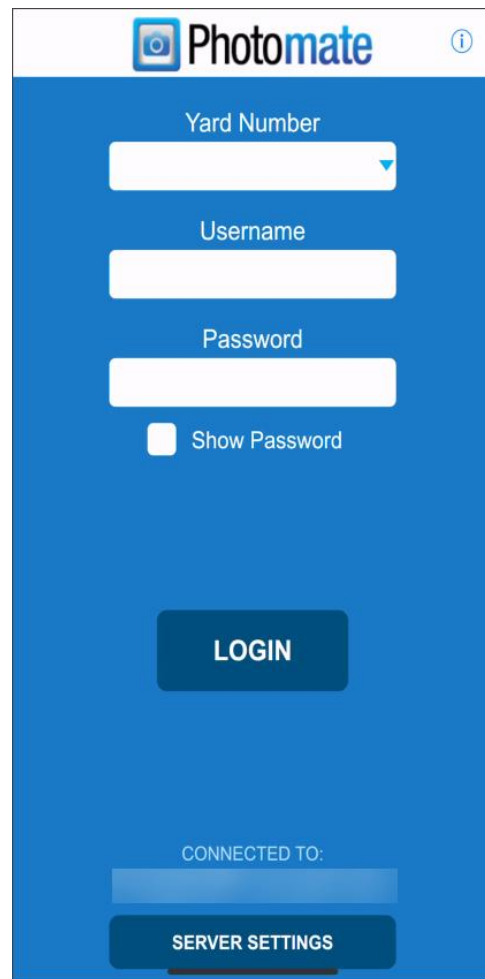 Photomate
Yard Number
Username
Password
Show Password
LOGIN
CONNECTED TO:
SERVER SETTINGS